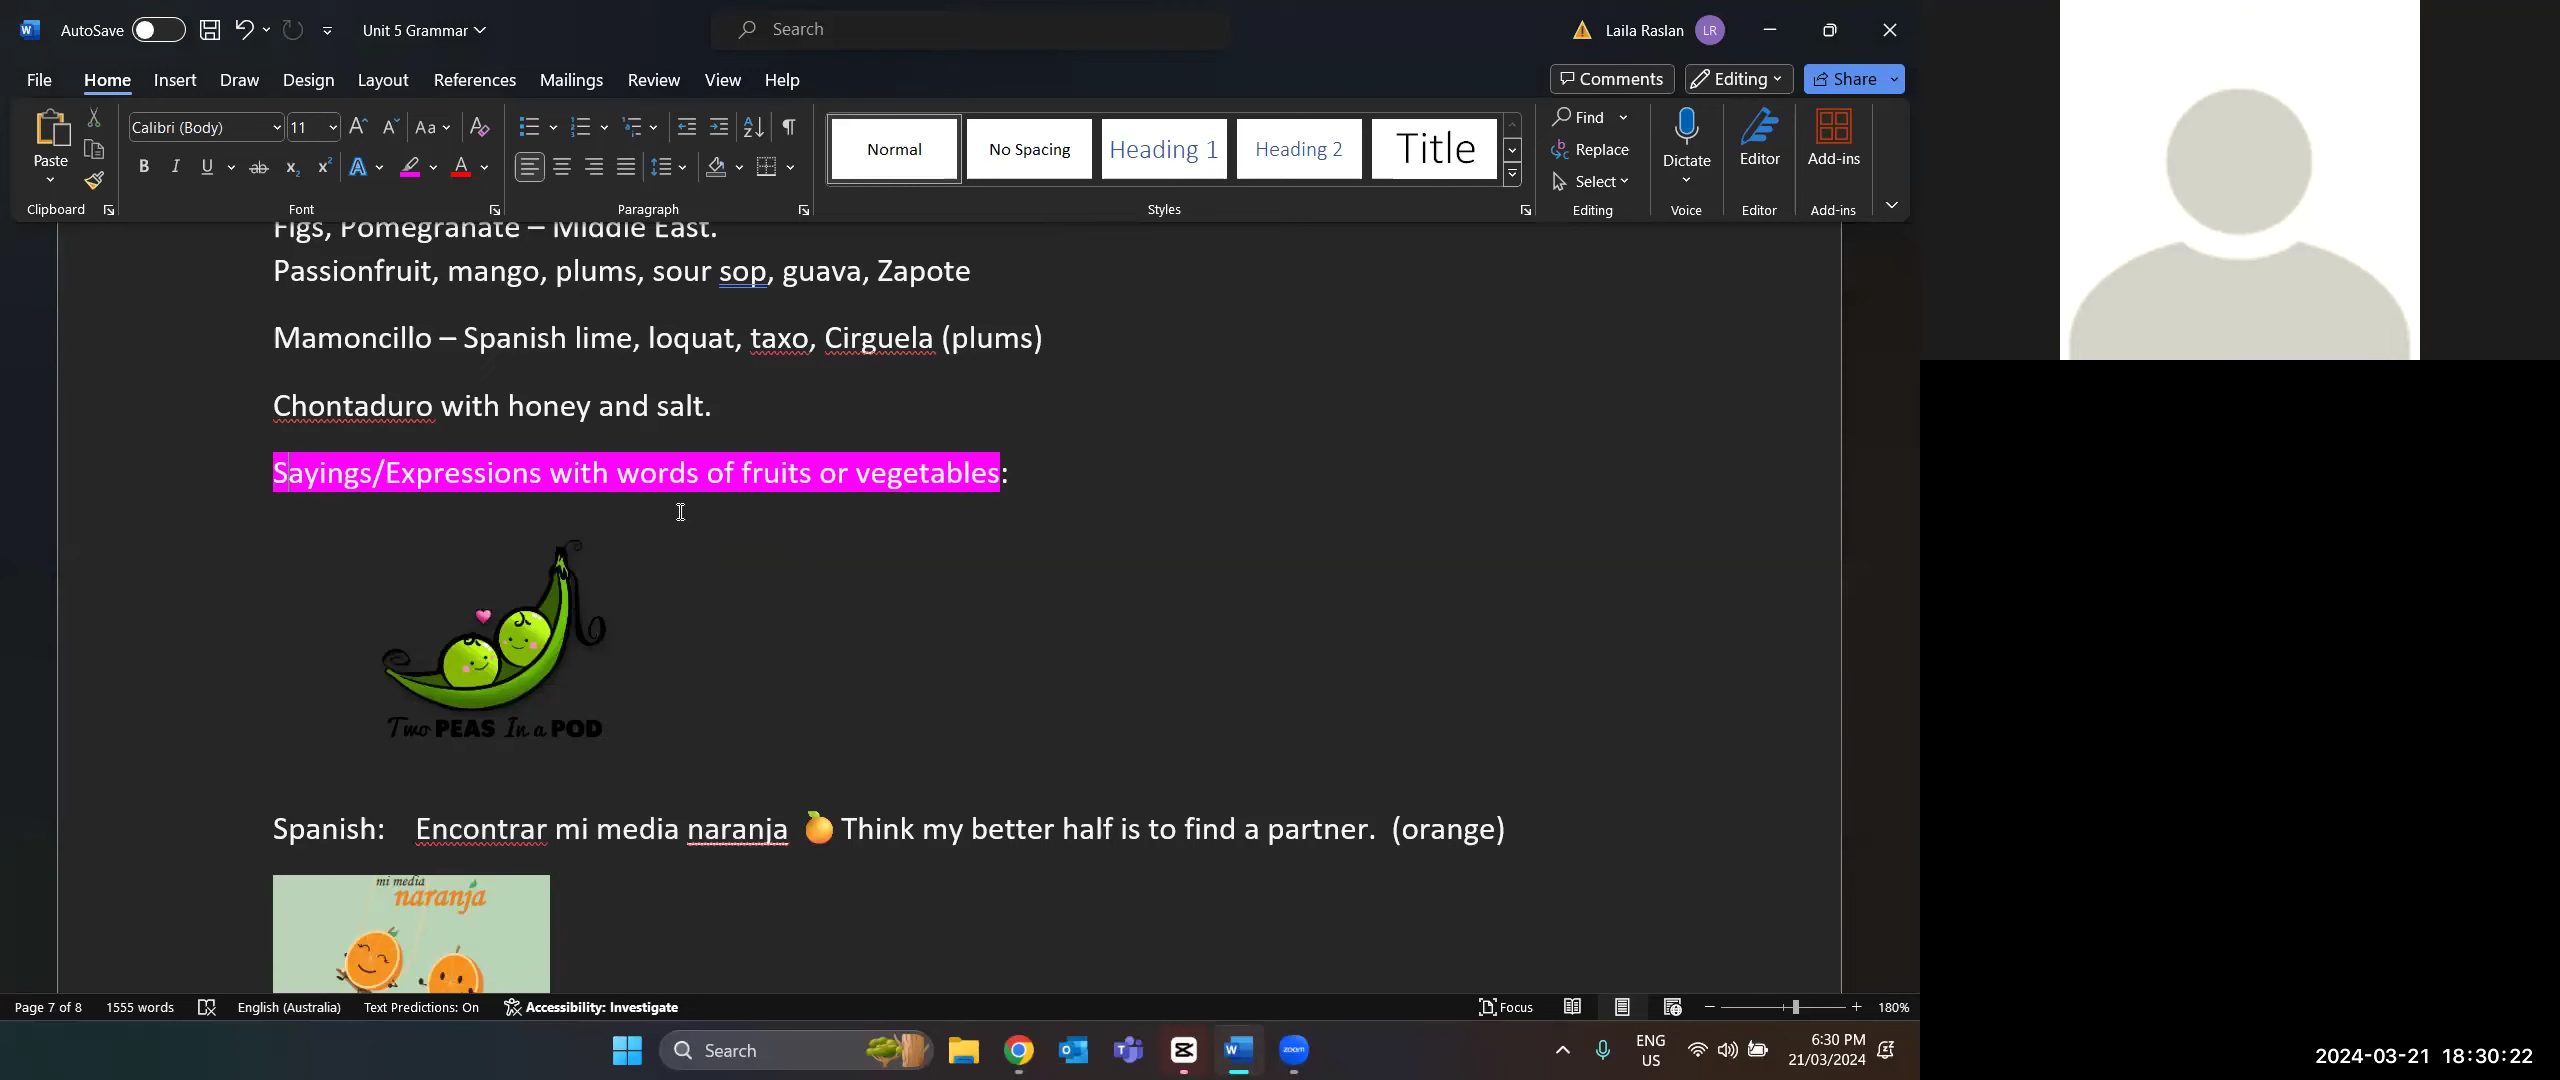 AutoSave
Unit 5 Grammar
Search
Laila Raslan
LR
File Home Insert Draw Design Layout References Mailings Review View Help
Comments
Editing
Share
Paste
Calibri (Body)
11
Normal
No Spacing
Heading 1
Heading 2
Title
Find
Replace
Select
Dictate
Editor
Add-ins
Clipboard
Font
Paragraph
Styles
Editing
Voice
Editor
Add-ins
Figs, Pomegranate – Middle East.
Passionfruit, mango, plums, sour sop, guava, Zapote
Mamoncillo – Spanish lime, loquat, taxo, Cirguela (plums)
Chontaduro with honey and salt.
Sayings/Expressions with words of fruits or vegetables:
Two PEAS In a POD
Spanish: Encontrar mi media naranja 🍊 Think my better half is to find a partner. (orange)
mi media
naranja
Page 7 of 8
1555 words
English (Australia)
Text Predictions: On
Accessibility: Investigate
Focus
180%
Search
zoom
ENG
US
6:30 PM
21/03/2024
2024-03-21 18:30:22